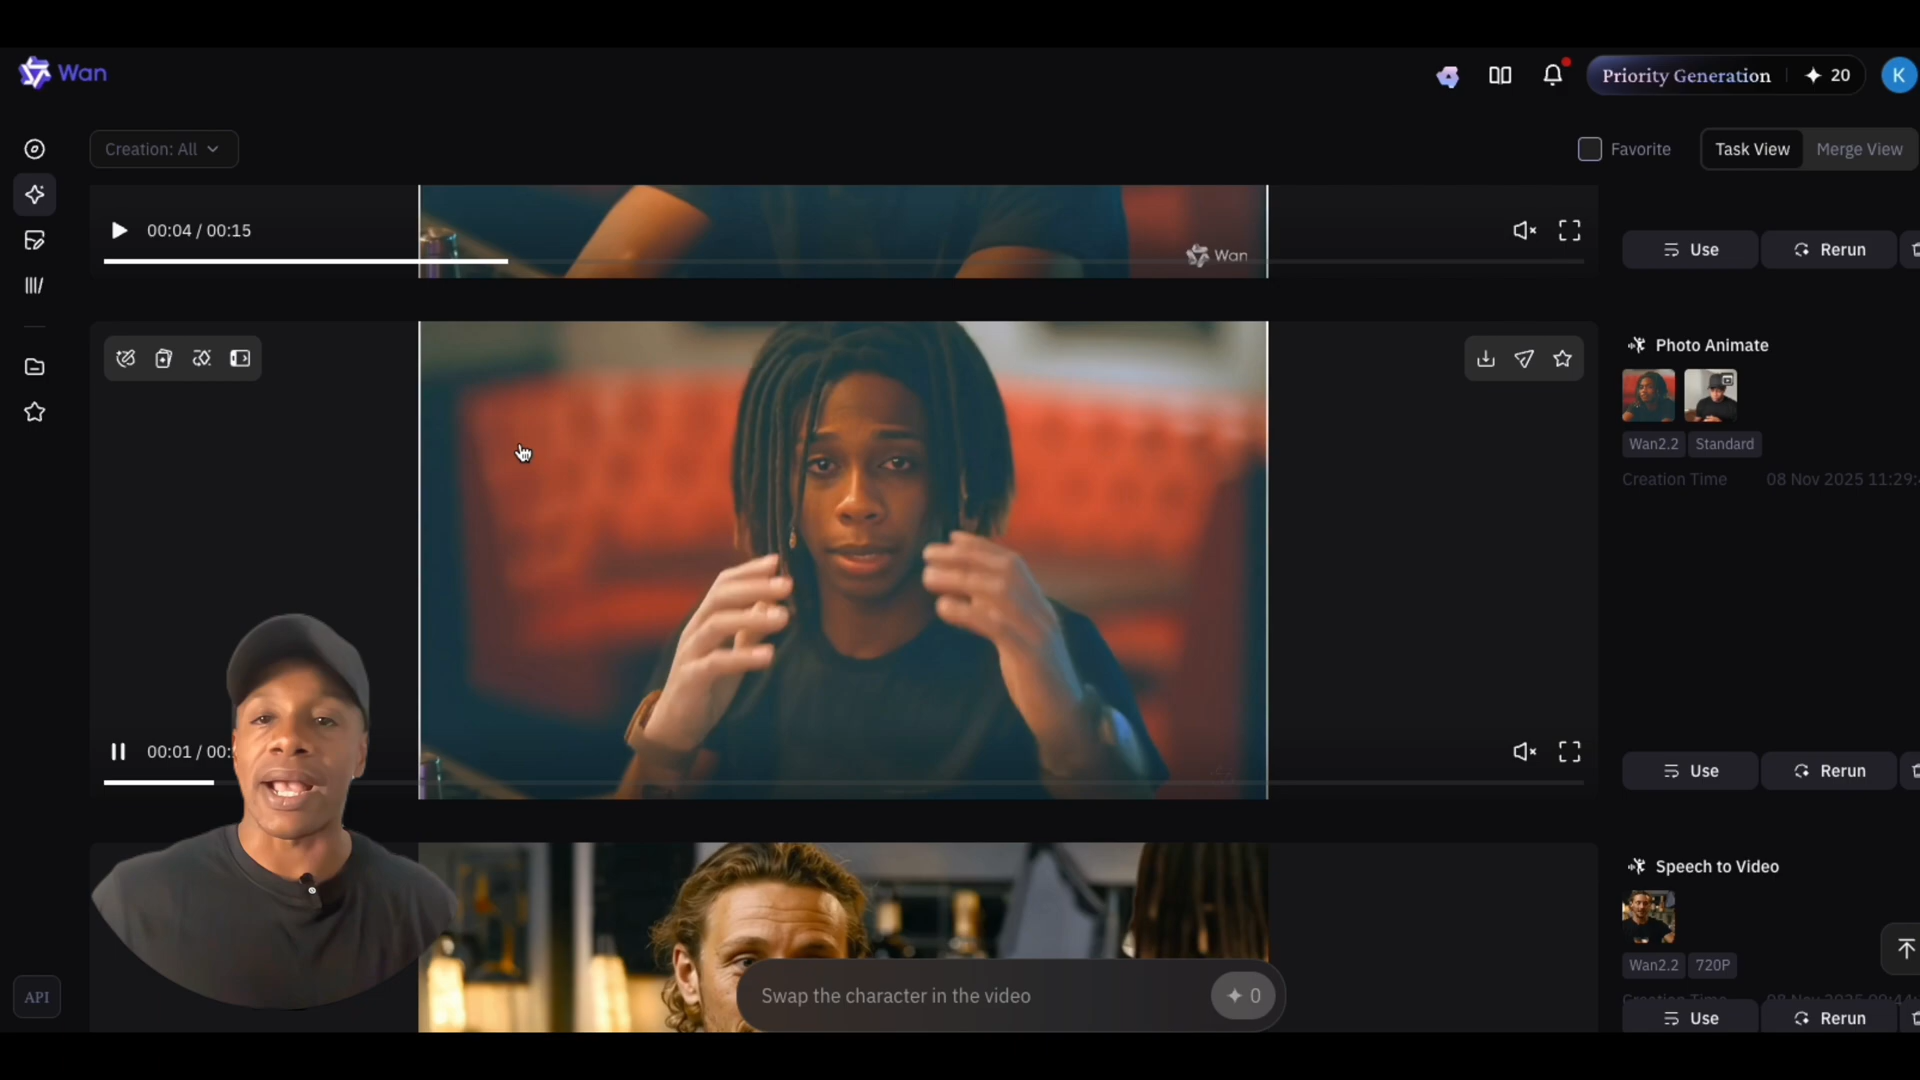 Wan
Priority Generation
20
K
Creation: All
Favorite
Task View
Merge View
00:04 / 00:15
Wan
Use
Rerun
Photo Animate
Wan2.2
Standard
Creation Time
08 Nov 2025 11:29:
00:01 / 00:
Use
Rerun
Speech to Video
Wan2.2
720P
API
Swap the character in the video
0
Use
Rerun